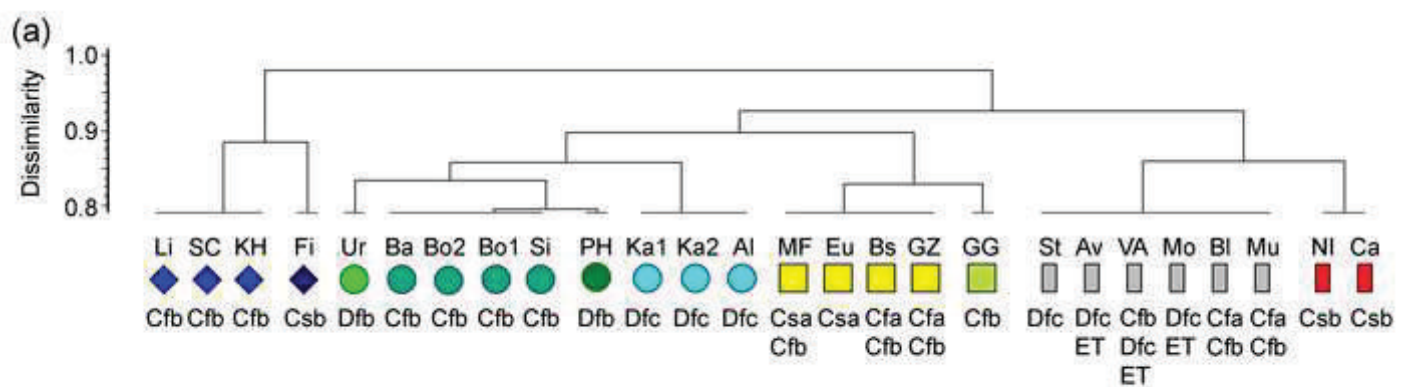 (a)
1.0
0.9
0.8
Dissimilarity
Li SC KH Fi Ur Ba Bo2 Bo1 Si PH Ka1 Ka2 Al MF Eu Bs GZ GG St Av VA Mo Bl Mu NI Ca
Cfb Cfb Cfb Csb Dfb Cfb Cfb Cfb Cfb Dfb Dfc Dfc Dfc Csa Csa Cfa Cfa Cfb Dfc Dfc Cfb Dfc Cfa Cfa Csb Csb
Cfb Cfb Cfb ET Dfc ET Cfb Cfb
ET